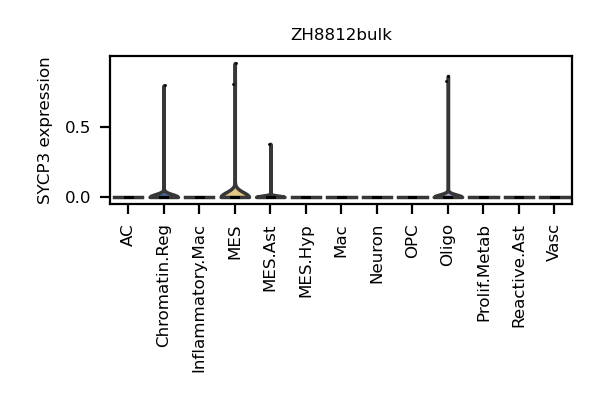 ZH8812bulk
SYCP3 expression
0.5
0.0
AC
Chromatin.Reg
Inflammatory.Mac
MES
MES.Ast
MES.Hyp
Mac
Neuron
OPC
Oligo
Prolif.Metab
Reactive.Ast
Vasc